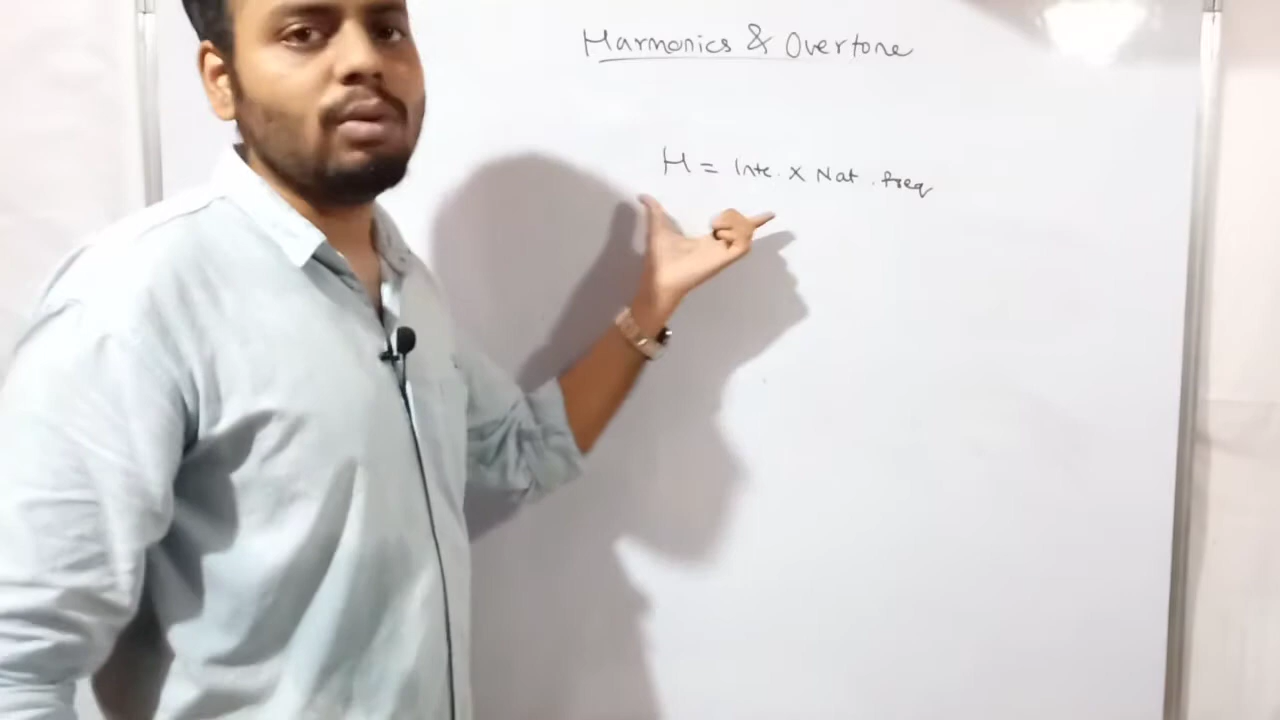 Harmonics & Overtone
H = Inte. x Nat. freq